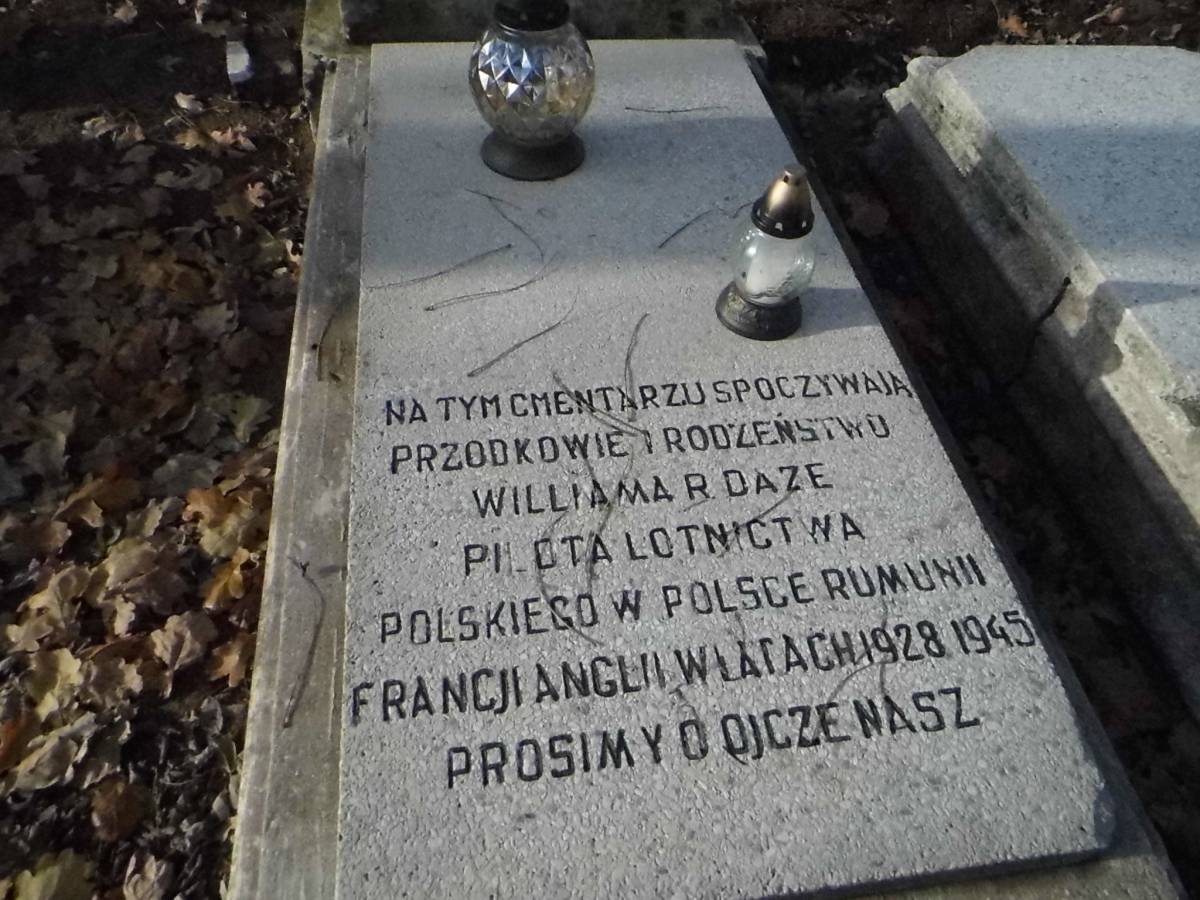 NA TYM CMENTARZU SPOCZYWAJĄ
PRZODKOWIE I RODZEŃSTWO
WILLIAMA R DAZE
PILOTA LOTNICTWA
POLSKIEGO W POLSCE RUMUNII
FRANCJI ANGLII W LATACH 1928 1945
PROSIMY O OJCZE NASZ